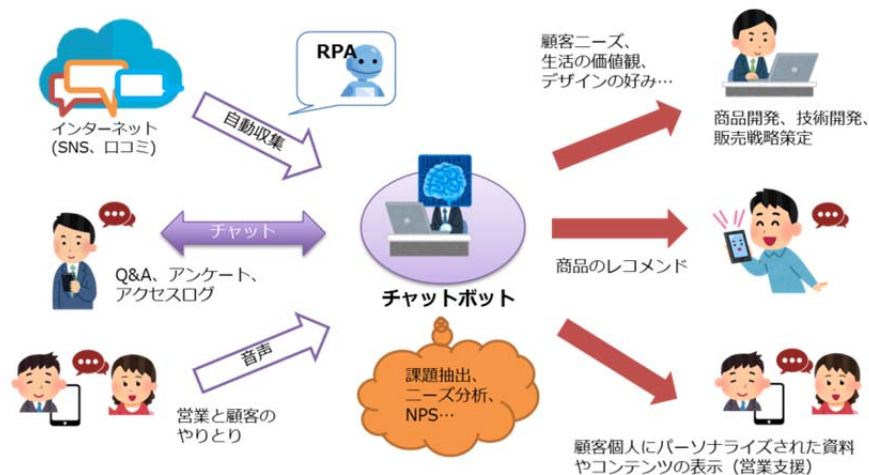 RPA
インターネット
(SNS、口コミ)
自動収集
チャット
Q&A、アンケート、
アクセスログ
音声
営業と顧客の
やりとり
チャットボット
課題抽出、
ニーズ分析、
NPS…
顧客ニーズ、
生活の価値観、
デザインの好み…
商品開発、技術開発、
販売戦略策定
商品のレコメンド
顧客個人にパーソナライズされた資料
やコンテンツの表示（営業支援）